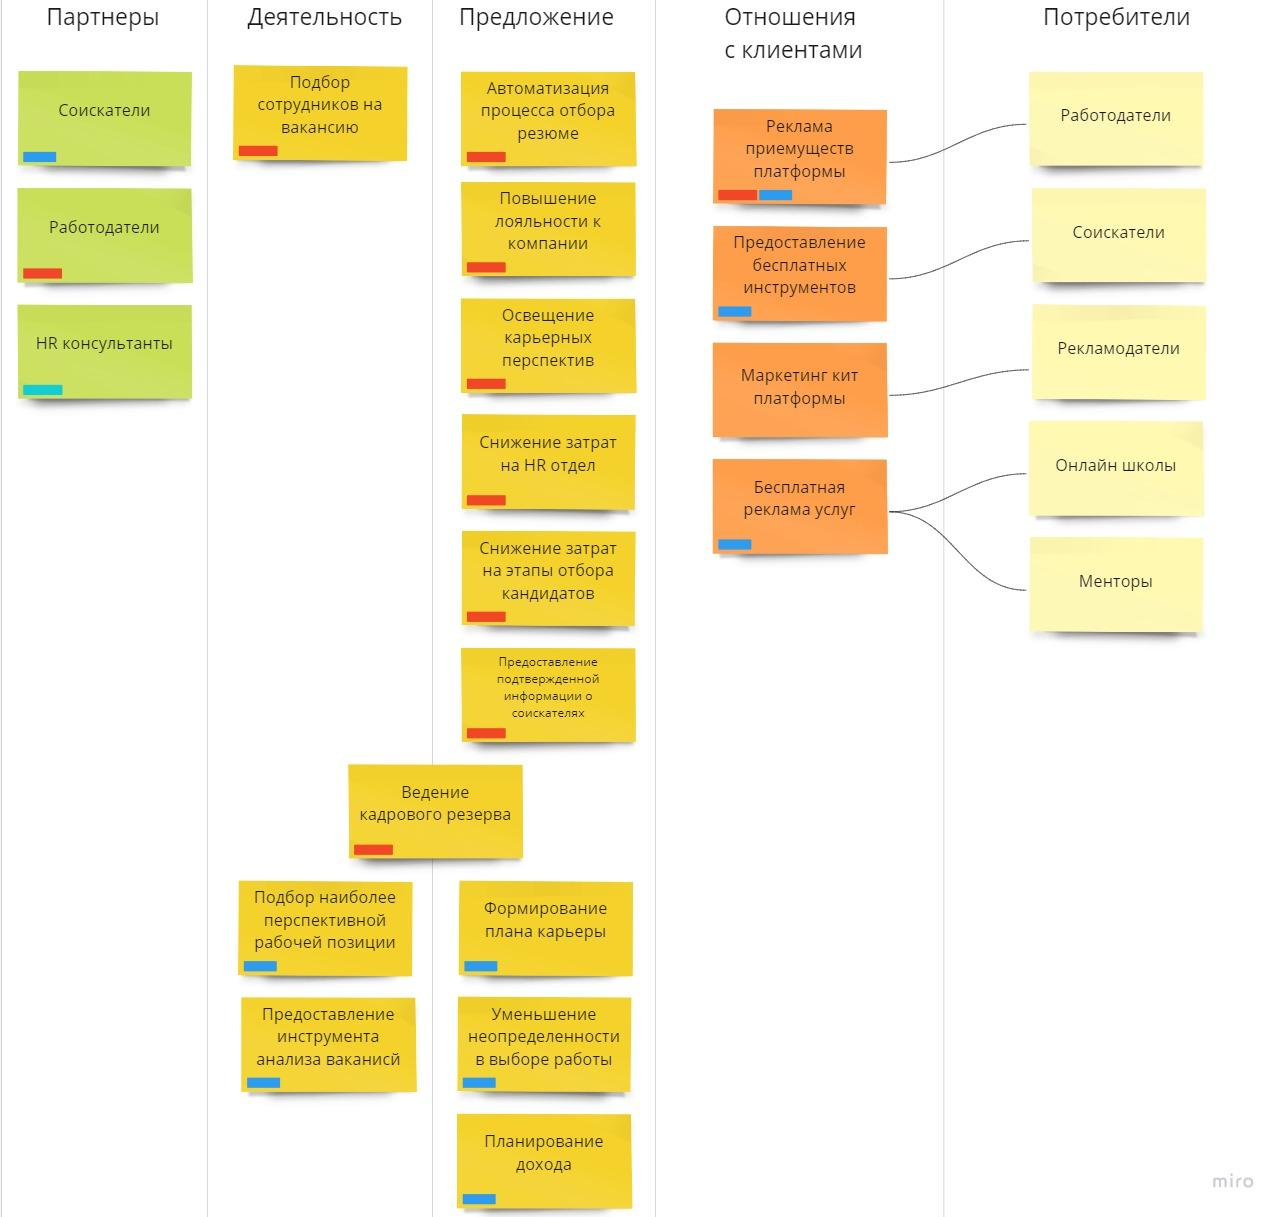 Партнеры
Соискатели
Работодатели
HR консультанты
Деятельность
Подбор
сотрудников на
вакансию
Ведение
кадрового резерва
Подбор наиболее
перспективной
рабочей позиции
Предоставление
инструмента
анализа ваканисй
Предложение
Автоматизация
процесса отбора
резюме
Повышение
лояльности к
компании
Освещение
карьерных
перспектив
Снижение затрат
на HR отдел
Снижение затрат
на этапы отбора
кандидатов
Предоставление
подтвержденной
информации о
соискателях
Формирование
плана карьеры
Уменьшение
неопределенности
в выборе работы
Планирование
дохода
Отношения
с клиентами
Реклама
приемуществ
платформы
Предоставление
бесплатных
инструментов
Маркетинг кит
платформы
Бесплатная
реклама услуг
Потребители
Работодатели
Соискатели
Рекламодатели
Онлайн школы
Менторы
miro